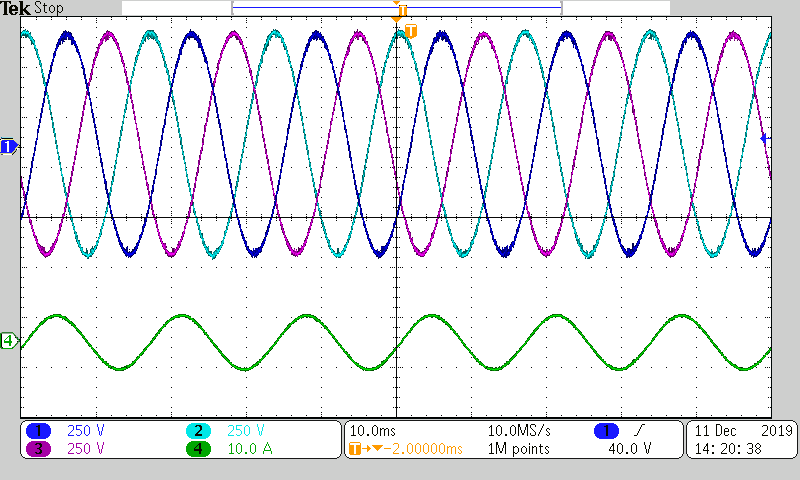 Tek Stop
T
T
1
4
1 250 V 2 250 V
3 250 V 4 10.0 A
10.0ms 10.0MS/s 1 40.0 V
T→▼−2.00000ms 1M points
11 Dec 2019
14: 20: 38